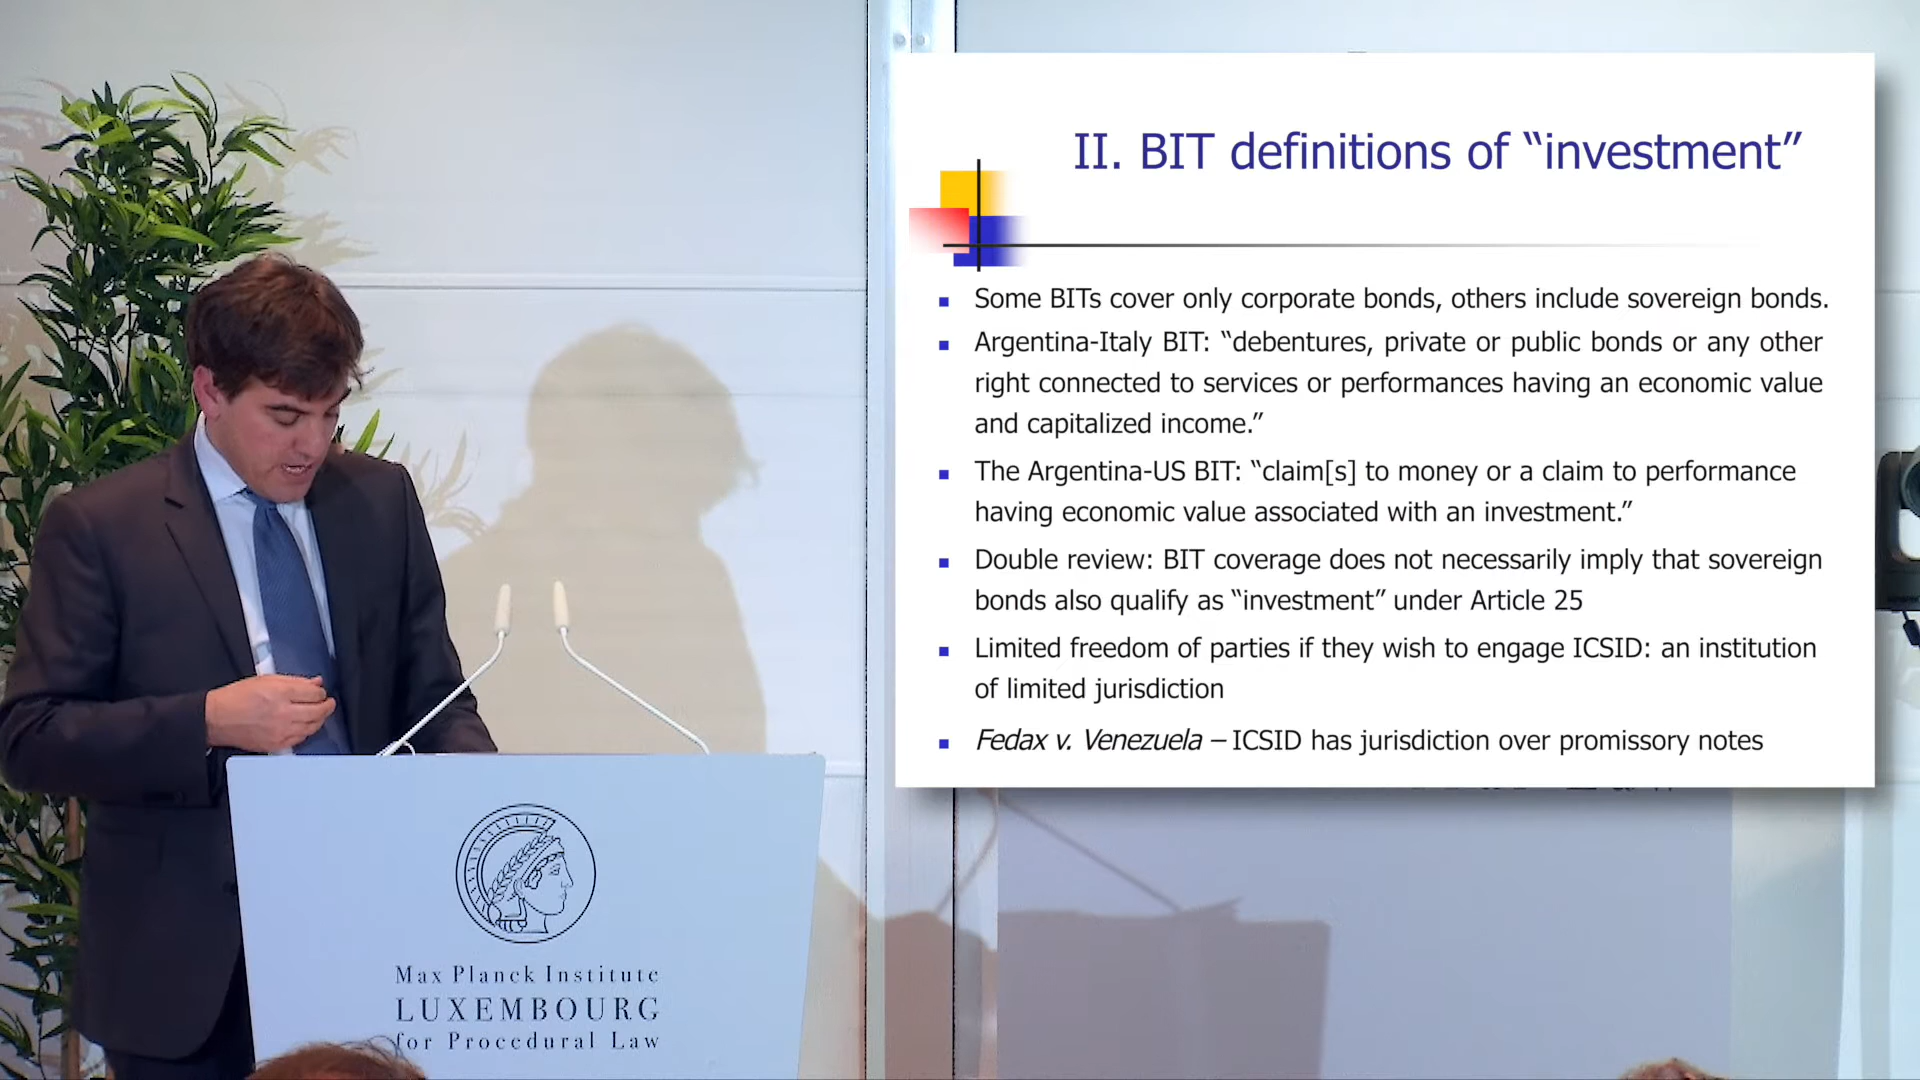 II. BIT definitions of “investment”
Some BITs cover only corporate bonds, others include sovereign bonds.
Argentina-Italy BIT: “debentures, private or public bonds or any other
right connected to services or performances having an economic value
and capitalized income.”
The Argentina-US BIT: “claim[s] to money or a claim to performance
having economic value associated with an investment.”
Double review: BIT coverage does not necessarily imply that sovereign
bonds also qualify as “investment” under Article 25
Limited freedom of parties if they wish to engage ICSID: an institution
of limited jurisdiction
Fedax v. Venezuela – ICSID has jurisdiction over promissory notes
Max Planck Institute
LUXEMBOURG
for Procedural Law